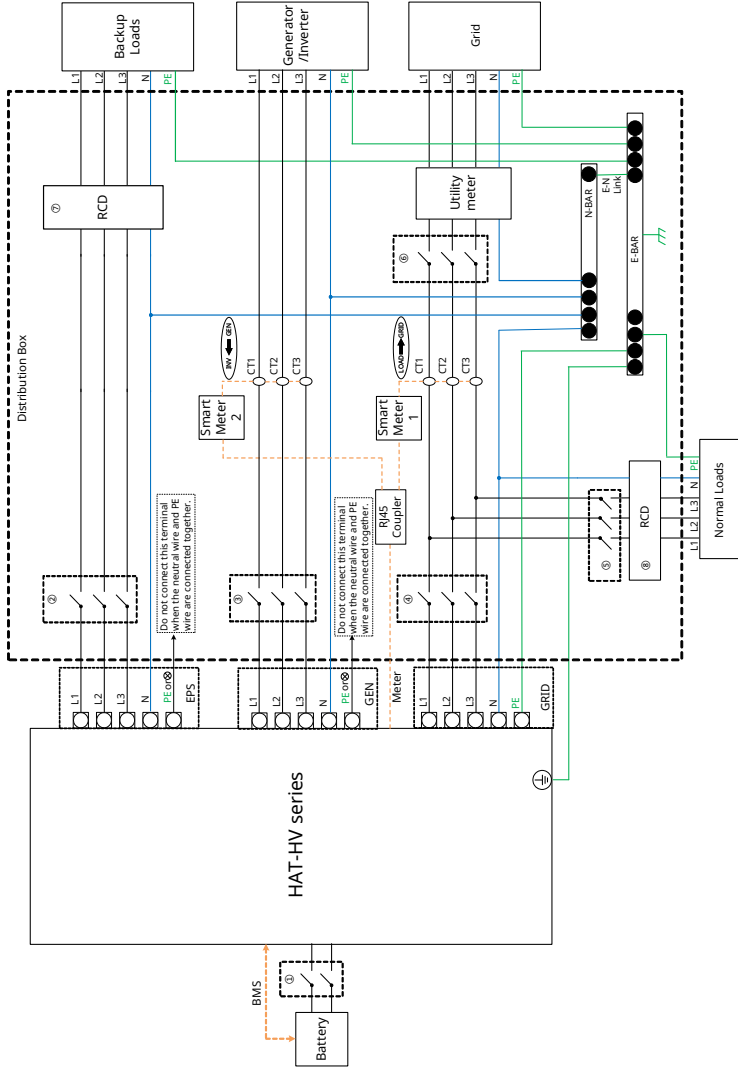 Backup
Loads
L1
L2
L3
N
PE
Generator
/Inverter
L1
L2
L3
N
PE
Grid
L1
L2
L3
N
PE
Distribution Box
⑦
RCD
Utility
meter
⑥
N-BAR
E-N
Link
E-BAR
INV GEN
CT1
CT2
CT3
LOAD GRID
CT1
CT2
CT3
Smart
Meter
2
Smart
Meter
1
RJ45
Coupler
②
③
④
⑤
Do not connect this terminal
when the neutral wire and PE
wire are connected together.
Do not connect this terminal
when the neutral wire and PE
wire are connected together.
RCD
⑧
L1
L2
L3
N
PE
Normal Loads
L1
L2
L3
N
PE or
EPS
L1
L2
L3
N
PE or
GEN
Meter
L1
L2
L3
N
PE
GRID
HAT-HV series
BMS
①
Battery